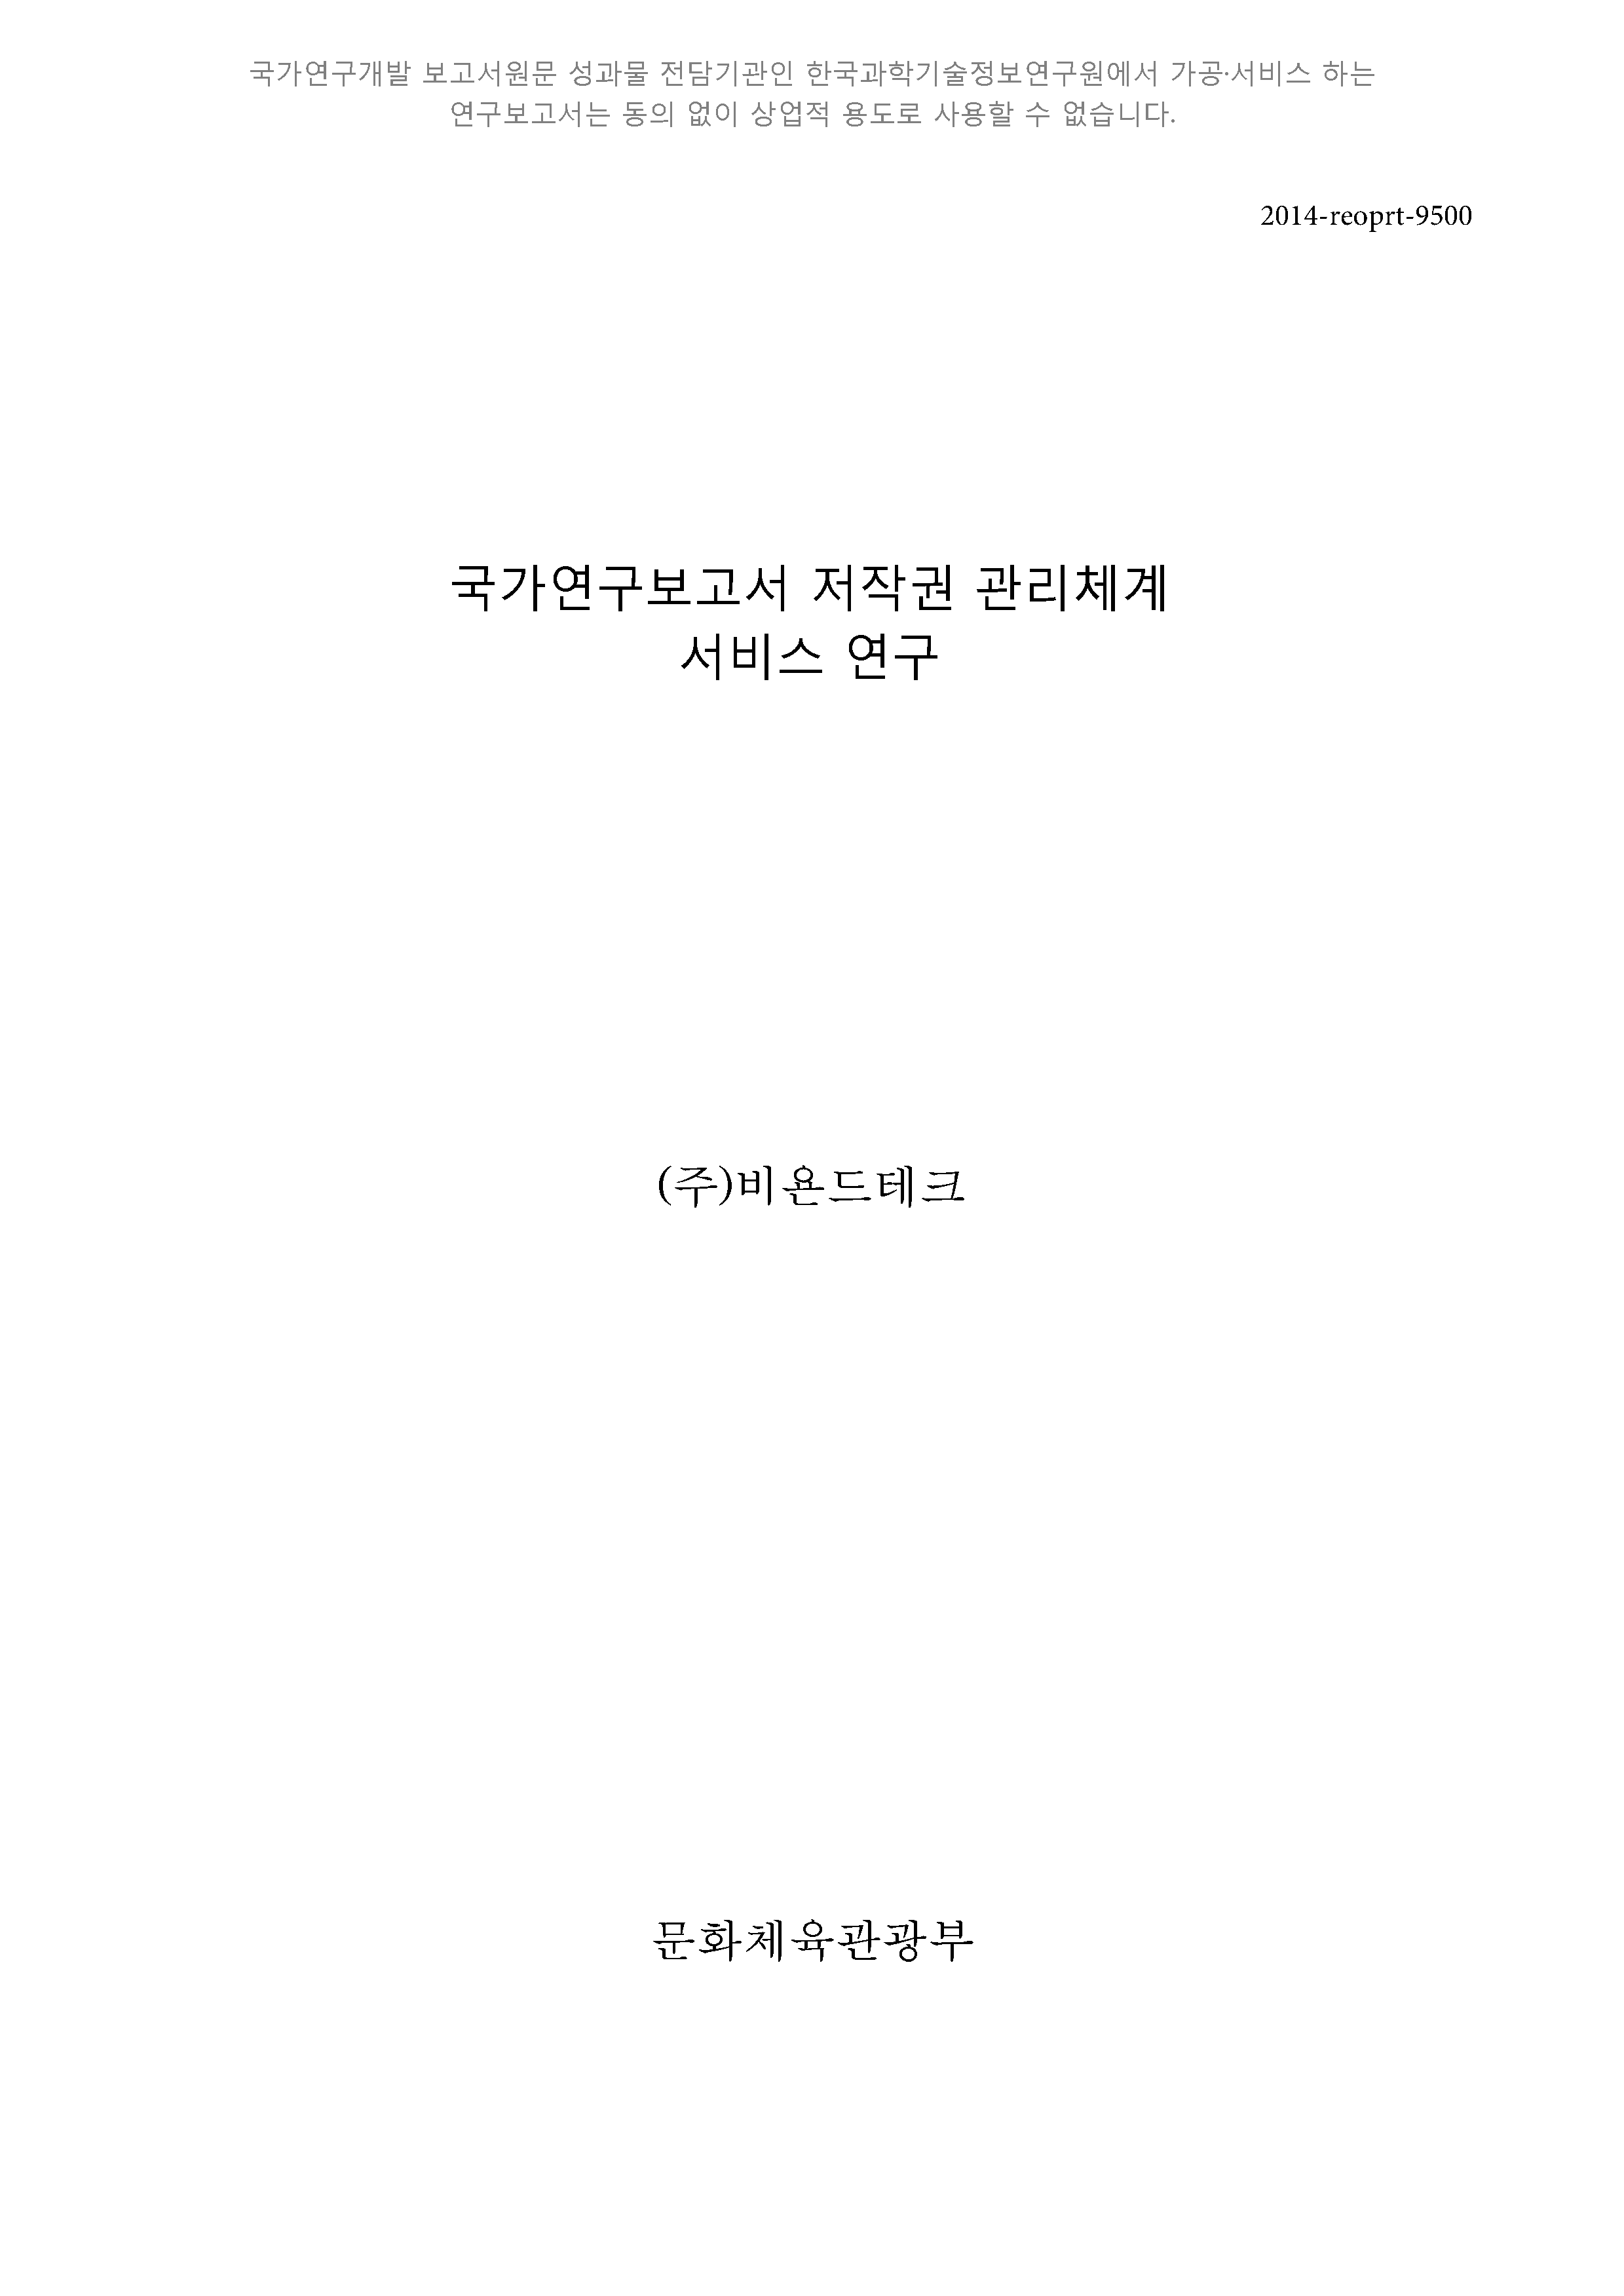 국가연구개발 보고서원문 성과물 전담기관인 한국과학기술정보연구원에서 가공·서비스 하는
연구보고서는 동의 없이 상업적 용도로 사용할 수 없습니다.
2014-reoprt-9500
국가연구보고서 저작권 관리체계
서비스 연구
(주)비욘드테크
문화체육관광부